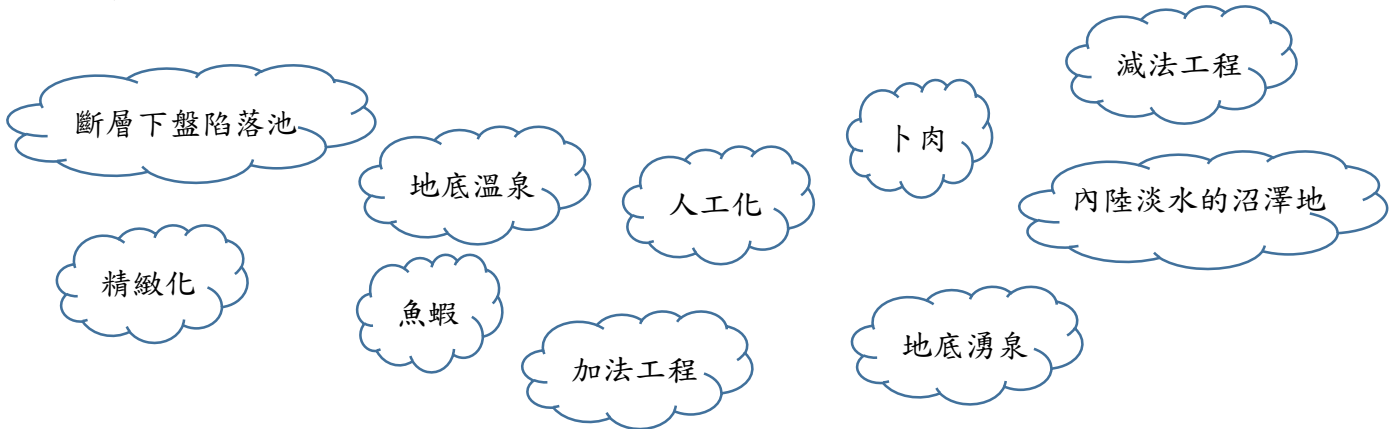 減法工程
卜肉
斷層下盤陷落池
地底溫泉
人工化
內陸淡水的沼澤地
精緻化
魚蝦
加法工程
地底湧泉